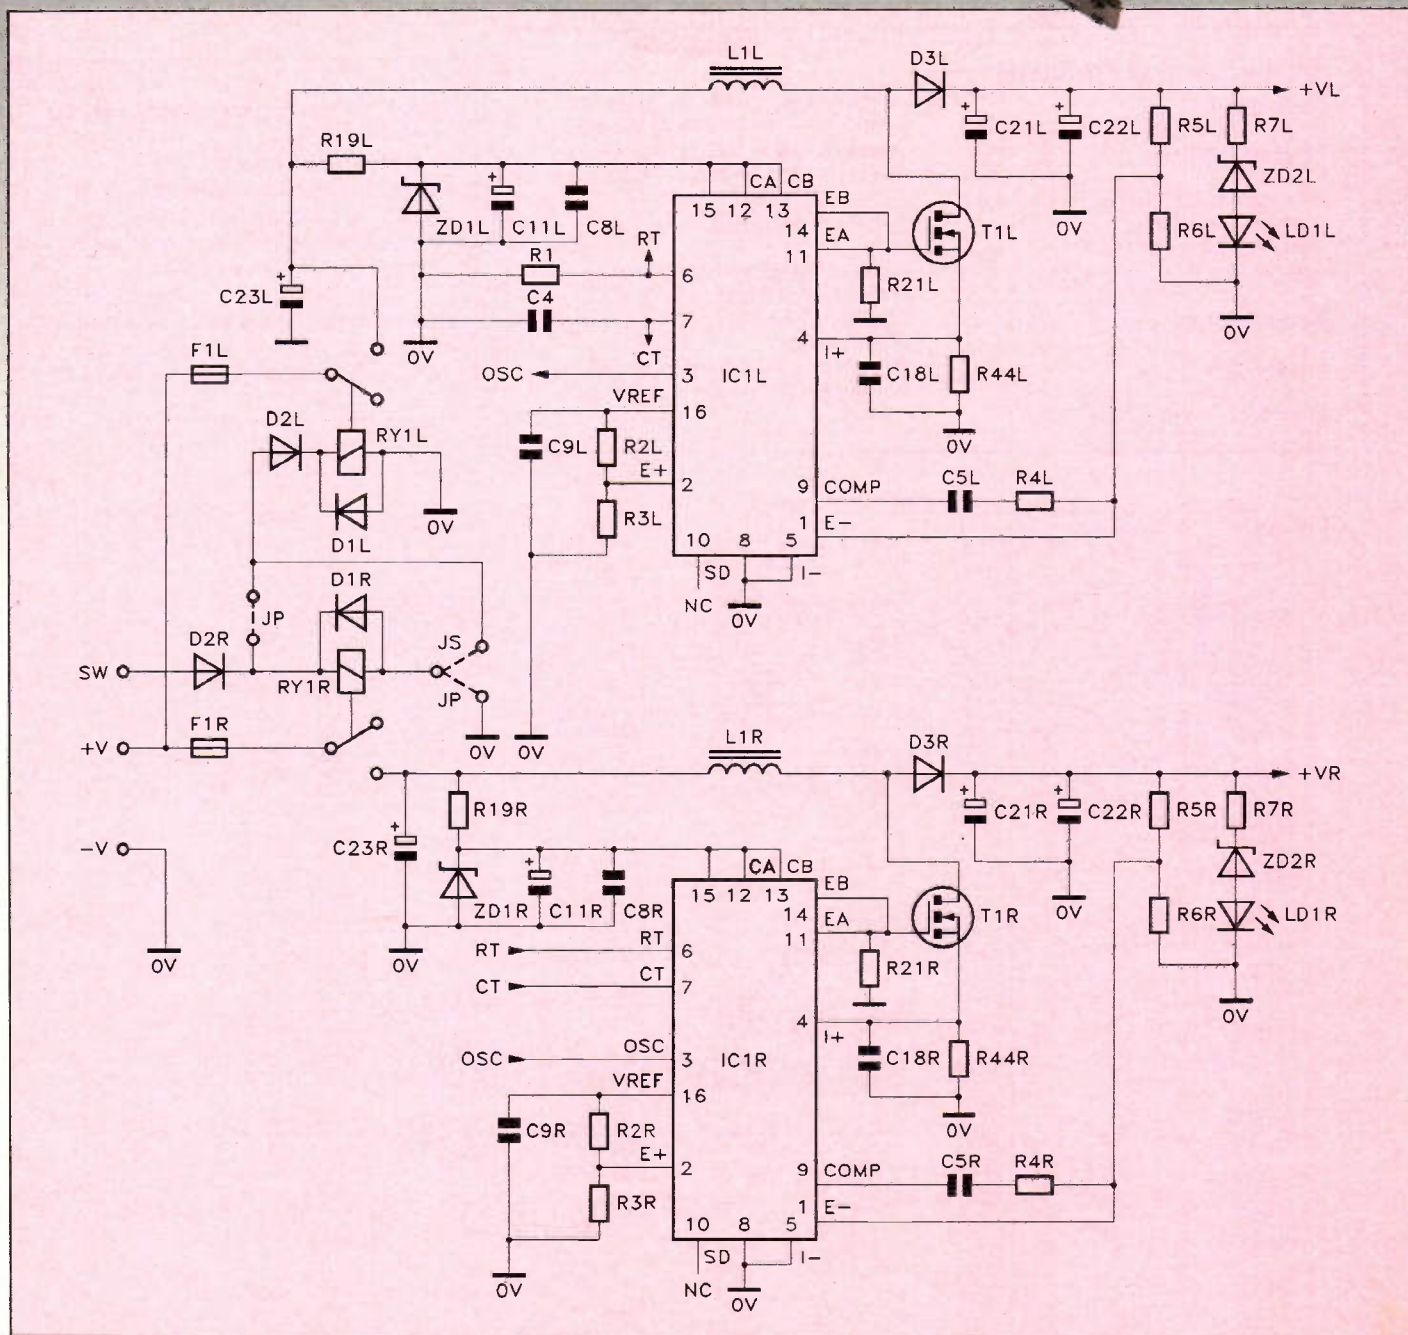 L1L
D3L
+VL
R19L
C21L
C22L
R5L
R7L
ZD2L
ZD1L
C11L
C8L
CA
CB
15
12
13
EB
14
EA
11
T1L
R6L
LD1L
RT
R1
6
R21L
0V
C23L
C4
7
CT
0V
4
I+
0V
F1L
OSC
3
IC1L
C18L
R44L
VREF
16
0V
D2L
RY1L
C9L
R2L
E+
2
9
COMP
C5L
R4L
0V
R3L
1
E-
D1L
10
8
5
SD
I-
NC
0V
D1R
JP
D2R
JS
SW
RY1R
JP
F1R
+V
0V
0V
L1R
D3R
+VR
R19R
C21R
C22R
R5R
R7R
C23R
-V
CA
CB
ZD2R
15
12
13
EB
ZD1R
C11R
C8R
14
EA
11
T1R
0V
R6R
LD1R
RT
RT
6
0V
0V
CT
CT
7
R21R
0V
4
I+
OSC
OSC
3
IC1R
C18R
R44R
VREF
16
0V
C9R
R2R
E+
2
9
COMP
C5R
R4R
R3R
1
E-
10
8
5
SD
I-
0V
NC
0V